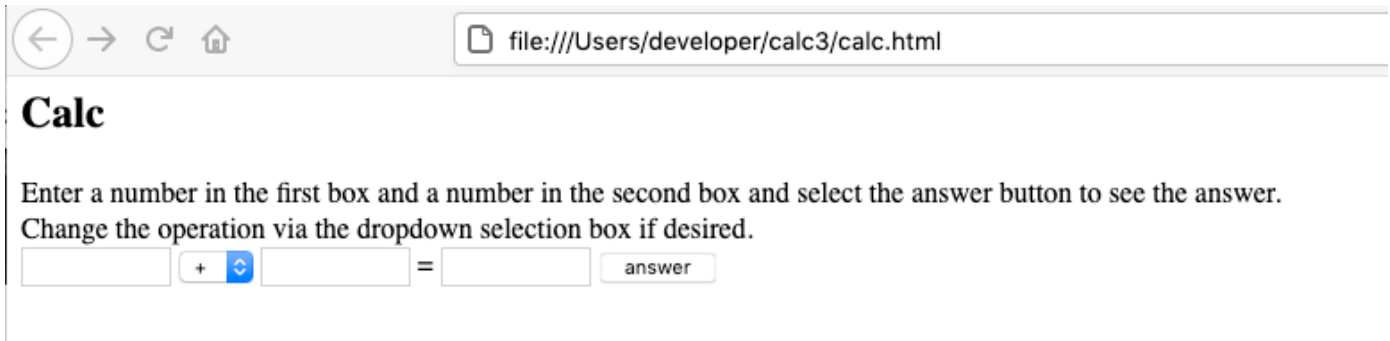 file:///Users/developer/calc3/calc.html
Calc
Enter a number in the first box and a number in the second box and select the answer button to see the answer.
Change the operation via the dropdown selection box if desired.
+ = answer